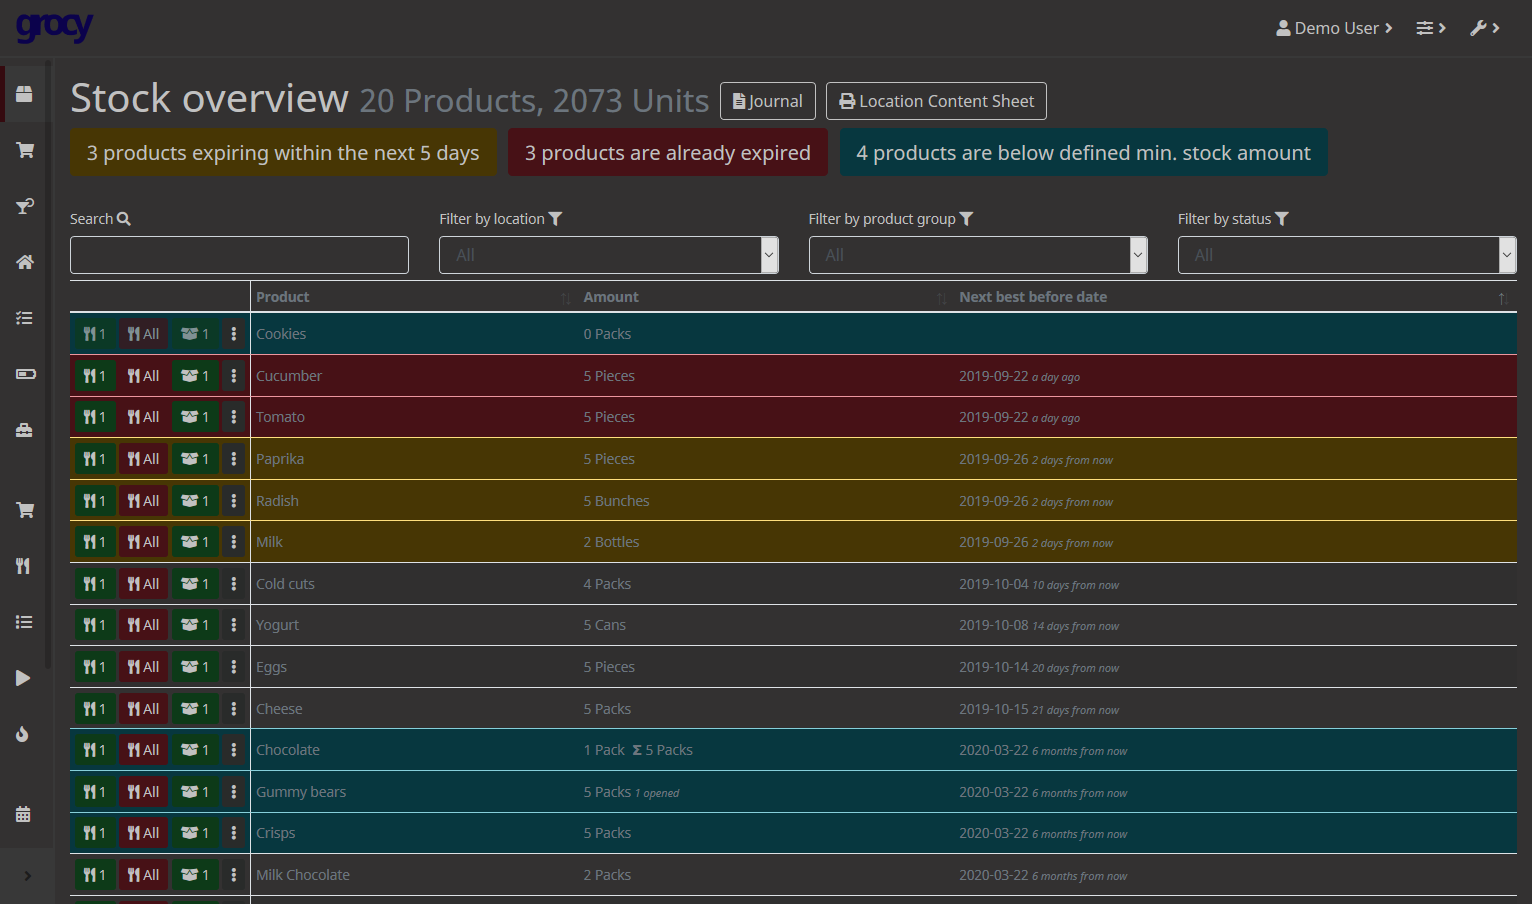 grocy
Demo User
Stock overview 20 Products, 2073 Units Journal Location Content Sheet
3 products expiring within the next 5 days 3 products are already expired 4 products are below defined min. stock amount
Search Filter by location Filter by product group Filter by status
All All All
Product Amount Next best before date
1 All 1 Cookies 0 Packs
1 All 1 Cucumber 5 Pieces 2019-09-22 a day ago
1 All 1 Tomato 5 Pieces 2019-09-22 a day ago
1 All 1 Paprika 5 Pieces 2019-09-26 2 days from now
1 All 1 Radish 5 Bunches 2019-09-26 2 days from now
1 All 1 Milk 2 Bottles 2019-09-26 2 days from now
1 All 1 Cold cuts 4 Packs 2019-10-04 10 days from now
1 All 1 Yogurt 5 Cans 2019-10-08 14 days from now
1 All 1 Eggs 5 Pieces 2019-10-14 20 days from now
1 All 1 Cheese 5 Packs 2019-10-15 21 days from now
1 All 1 Chocolate 1 Pack Σ 5 Packs 2020-03-22 6 months from now
1 All 1 Gummy bears 5 Packs 1 opened 2020-03-22 6 months from now
1 All 1 Crisps 5 Packs 2020-03-22 6 months from now
1 All 1 Milk Chocolate 2 Packs 2020-03-22 6 months from now